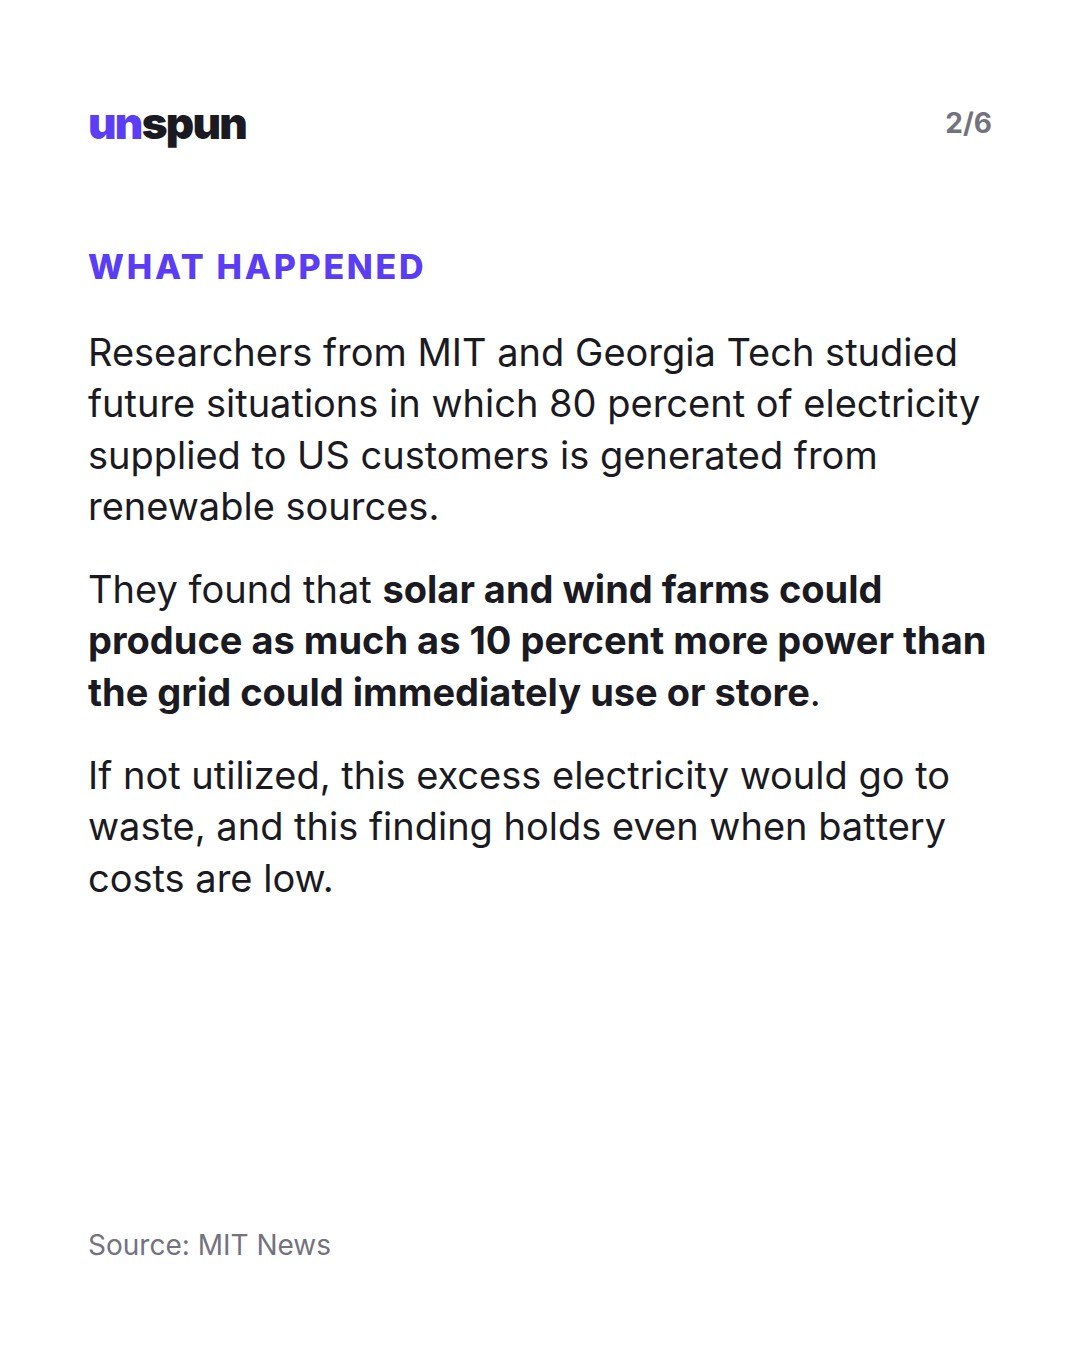 unspun
2/6
WHAT HAPPENED
Researchers from MIT and Georgia Tech studied
future situations in which 80 percent of electricity
supplied to US customers is generated from
renewable sources.
They found that solar and wind farms could
produce as much as 10 percent more power than
the grid could immediately use or store.
If not utilized, this excess electricity would go to
waste, and this finding holds even when battery
costs are low.
Source: MIT News